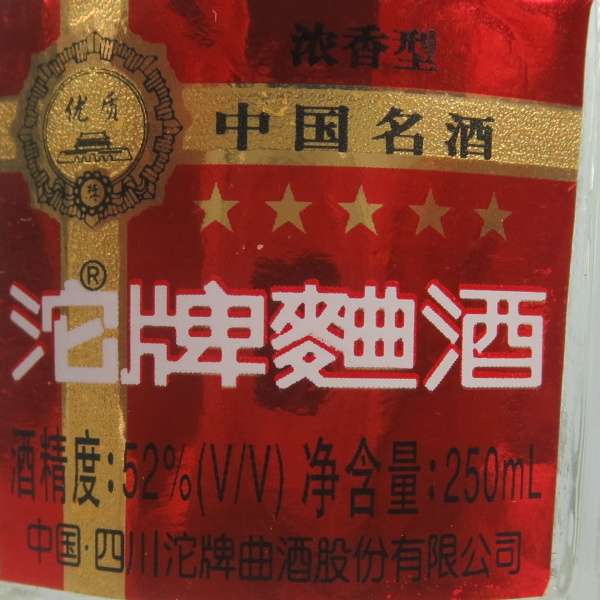 浓香型
优质
奖
中国名酒
®
沱牌麯酒
酒精度:52%(V/V) 净含量:250mL
中国·四川沱牌曲酒股份有限公司